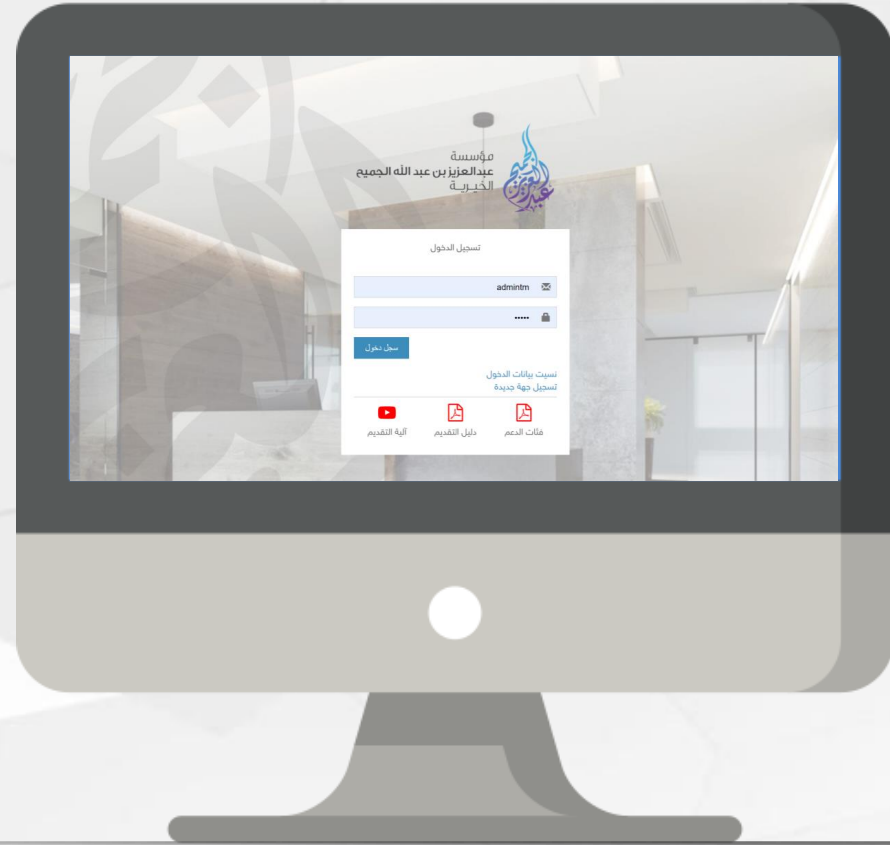 مؤسسة
عبدالعزيز بن عبد الله الجميح
الخيرية
تسجيل الدخول
admintm
•••••
سجل دخول
نسيت بيانات الدخول
تسجيل جهة جديدة
فئات الدعم
دليل التقديم
آلية التقديم